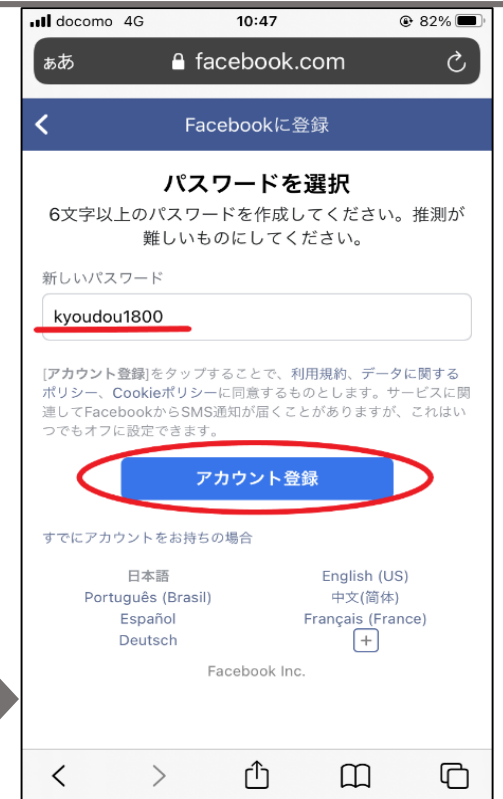 docomo 4G 10:47 82%
ぁあ facebook.com
Facebookに登録
パスワードを選択
6文字以上のパスワードを作成してください。推測が
難しいものにしてください。
新しいパスワード
kyoudou1800
[アカウント登録]をタップすることで、利用規約、データに関する
ポリシー、Cookieポリシーに同意するものとします。サービスに関
連してFacebookからSMS通知が届くことがありますが、これはい
つでもオフに設定できます。
アカウント登録
すでにアカウントをお持ちの場合
日本語 English (US)
Português (Brasil) 中文(简体)
Español Français (France)
Deutsch
Facebook Inc.